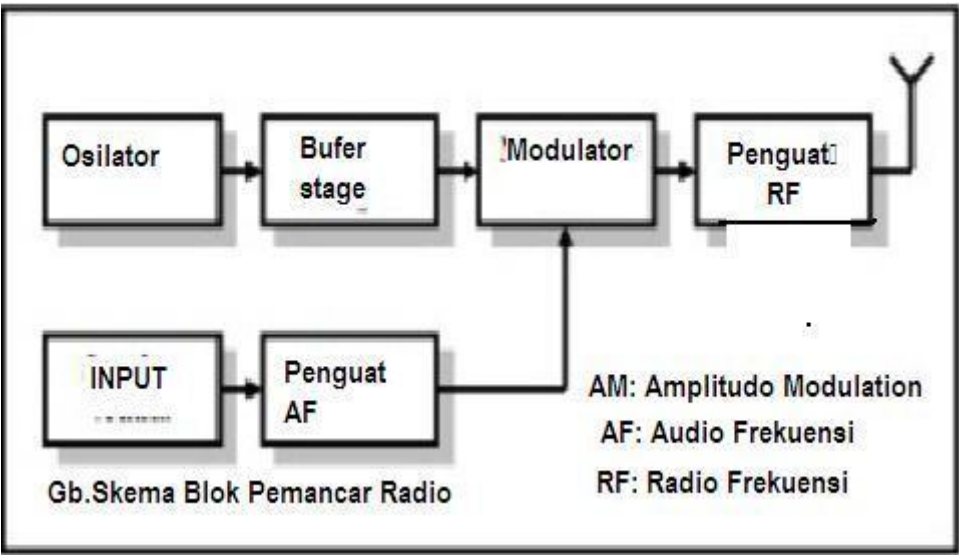 Osilator
Bufer
stage
Modulator
Penguat
RF
INPUT
Penguat
AF
AM: Amplitudo Modulation
AF: Audio Frekuensi
RF: Radio Frekuensi
Gb.Skema Blok Pemancar Radio